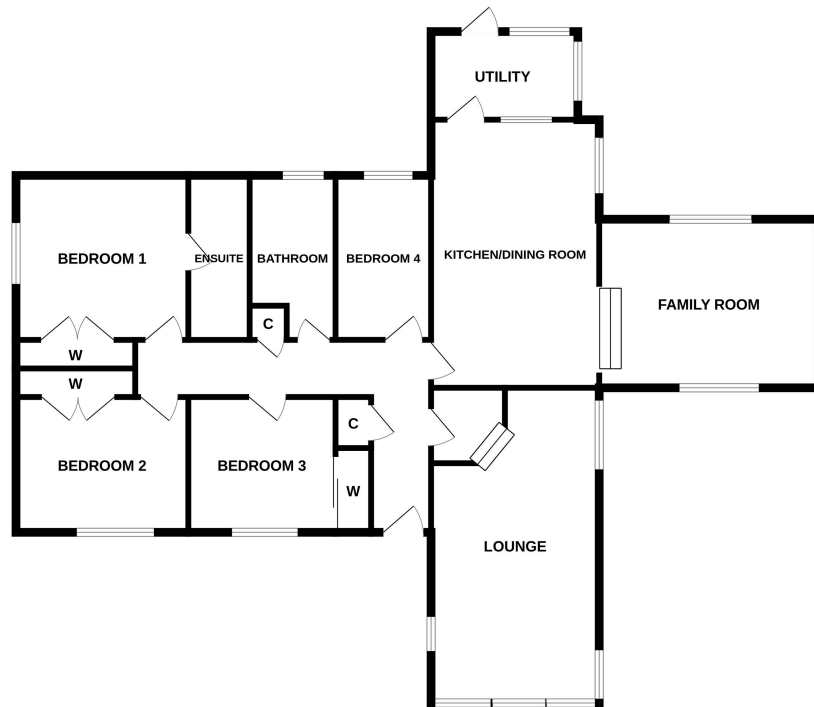 UTILITY
BEDROOM 1
ENSUITE
BATHROOM
BEDROOM 4
KITCHEN/DINING ROOM
FAMILY ROOM
C
W
W
C
BEDROOM 2
BEDROOM 3
W
LOUNGE